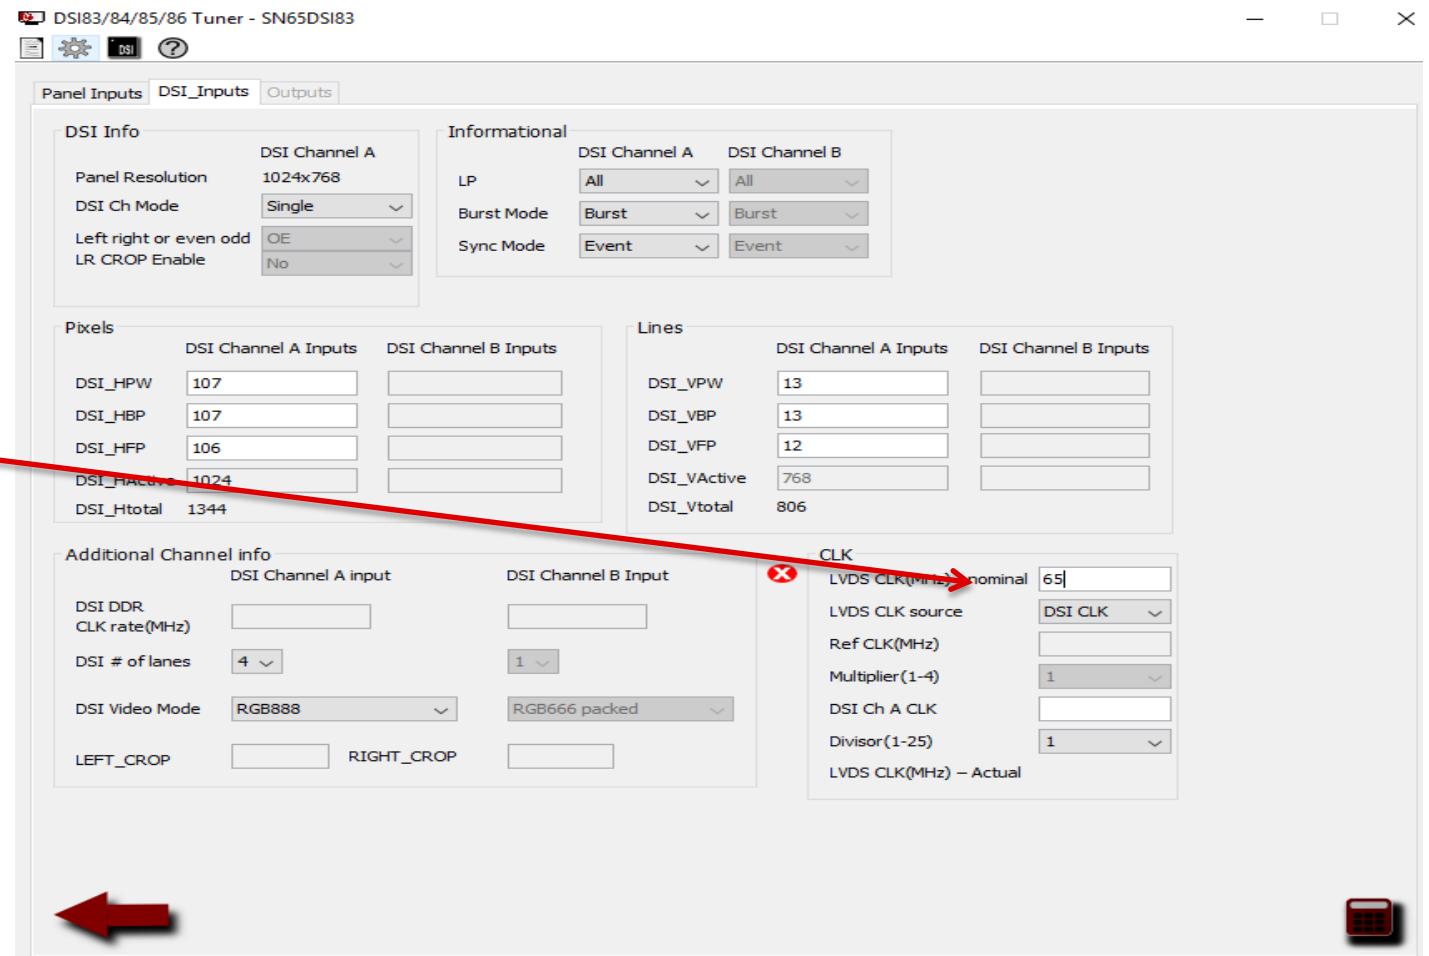 DSI83/84/85/86 Tuner - SN65DSI83
DSI
Panel Inputs DSI_Inputs Outputs
DSI Info
DSI Channel A
Panel Resolution 1024x768
DSI Ch Mode Single
Left right or even odd OE
LR CROP Enable No
Informational
DSI Channel A DSI Channel B
LP All All
Burst Mode Burst Burst
Sync Mode Event Event
Pixels
DSI Channel A Inputs DSI Channel B Inputs
DSI_HPW 107
DSI_HBP 107
DSI_HFP 106
DSI_HActive 1024
DSI_Htotal 1344
Lines
DSI Channel A Inputs DSI Channel B Inputs
DSI_VPW 13
DSI_VBP 13
DSI_VFP 12
DSI_VActive 768
DSI_Vtotal 806
Additional Channel info
DSI Channel A input DSI Channel B Input
DSI DDR
CLK rate(MHz)
DSI # of lanes 4 1
DSI Video Mode RGB888 RGB666 packed
LEFT_CROP RIGHT_CROP
CLK
LVDS CLK(MHz) nominal 65
LVDS CLK source DSI CLK
Ref CLK(MHz)
Multiplier(1-4) 1
DSI Ch A CLK
Divisor(1-25) 1
LVDS CLK(MHz) – Actual